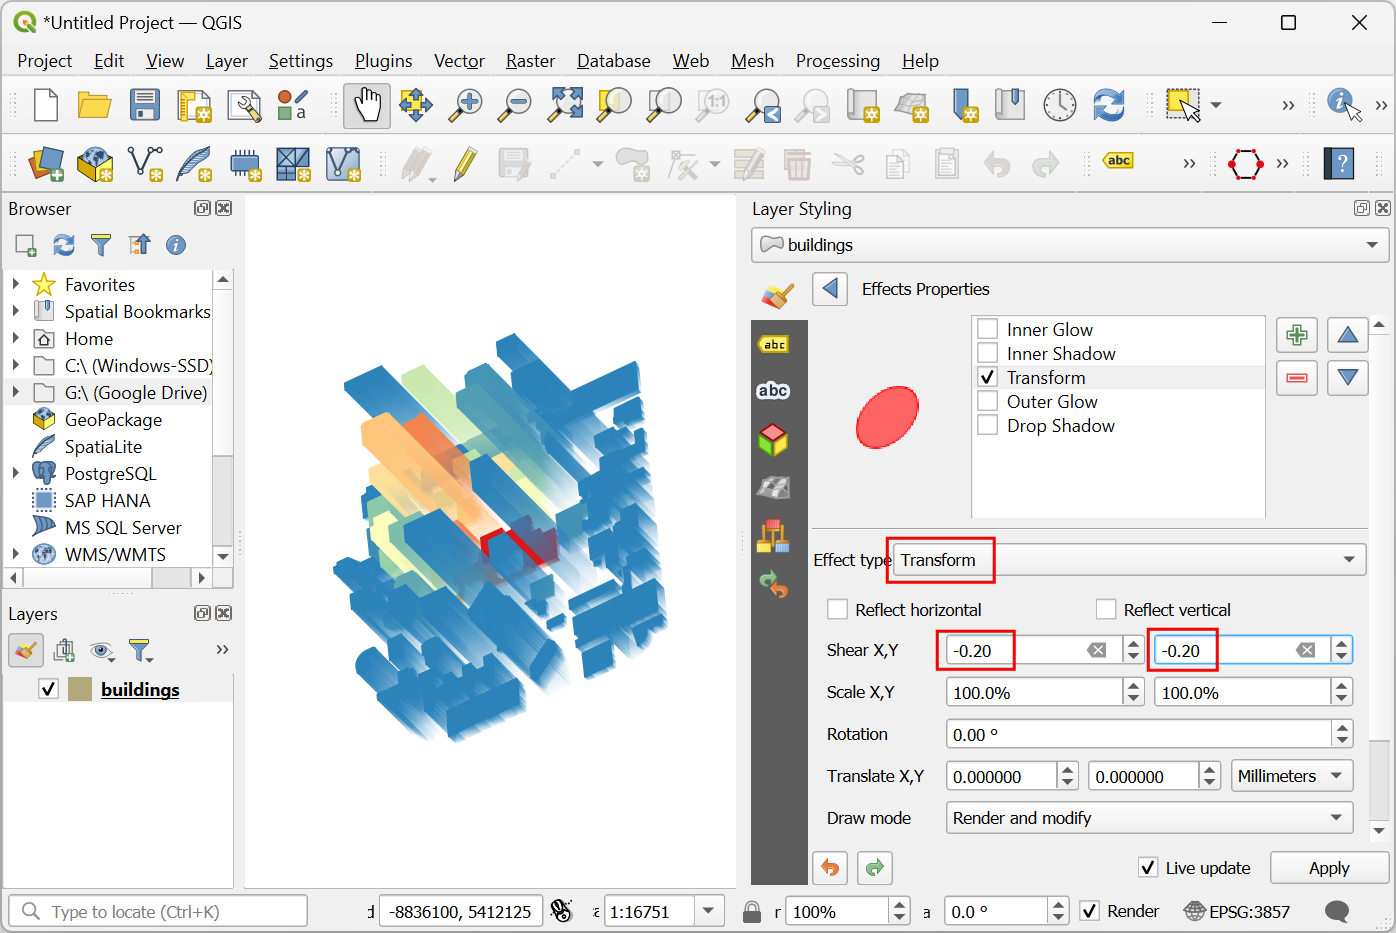 *Untitled Project — QGIS
Project Edit View Layer Settings Plugins Vector Raster Database Web Mesh Processing Help
1:1
a
abc
?
Browser
Favorites
Spatial Bookmarks
Home
C:\ (Windows-SSD)
G:\ (Google Drive)
GeoPackage
SpatiaLite
PostgreSQL
SAP HANA
MS SQL Server
WMS/WMTS
Layers
buildings
Layer Styling
buildings
Effects Properties
abc
abc
Inner Glow
Inner Shadow
Transform
Outer Glow
Drop Shadow
Effect type Transform
Reflect horizontal Reflect vertical
Shear X,Y -0.20 -0.20
Scale X,Y 100.0% 100.0%
Rotation 0.00 °
Translate X,Y 0.000000 0.000000 Millimeters
Draw mode Render and modify
Live update Apply
Type to locate (Ctrl+K) d -8836100, 5412125 1:16751 r 100% a 0.0 ° Render EPSG:3857